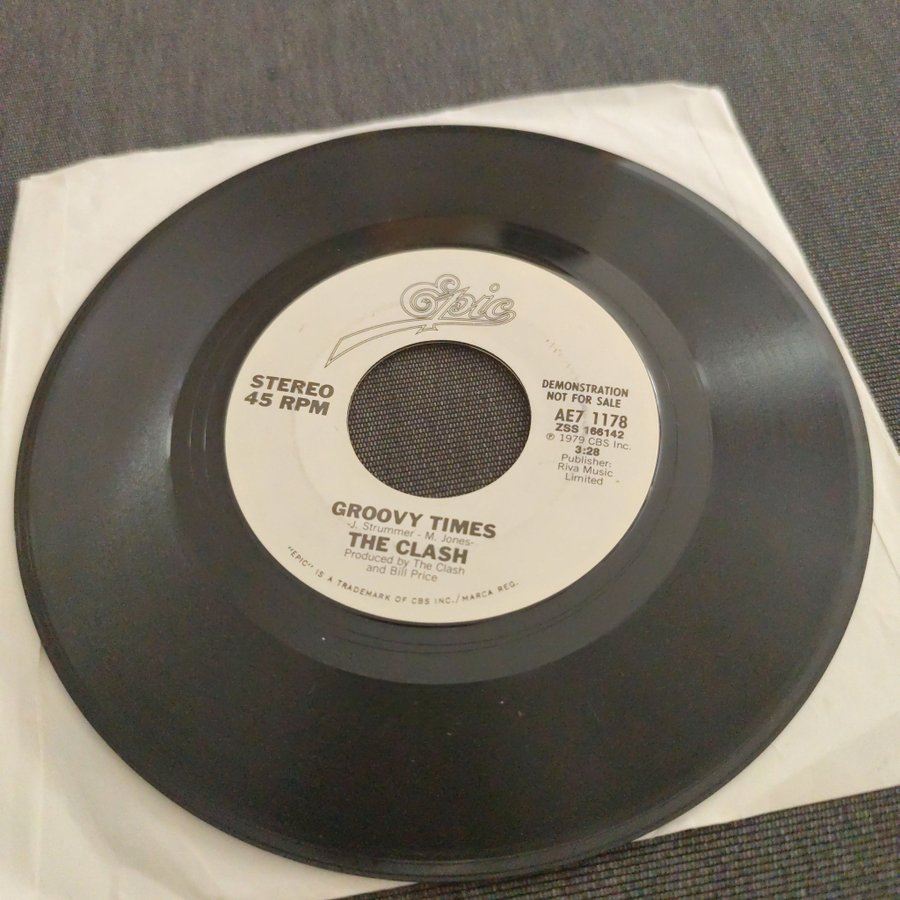 Epic
STEREO
45 RPM
DEMONSTRATION
NOT FOR SALE
AE7 1178
ZSS 166142
℗ 1979 CBS Inc.
3:28
Publisher:
Riva Music
Limited
GROOVY TIMES
-J. Strummer - M. Jones-
THE CLASH
Produced by The Clash
and Bill Price
"EPIC" IS A TRADEMARK OF CBS INC./MARCA REG.